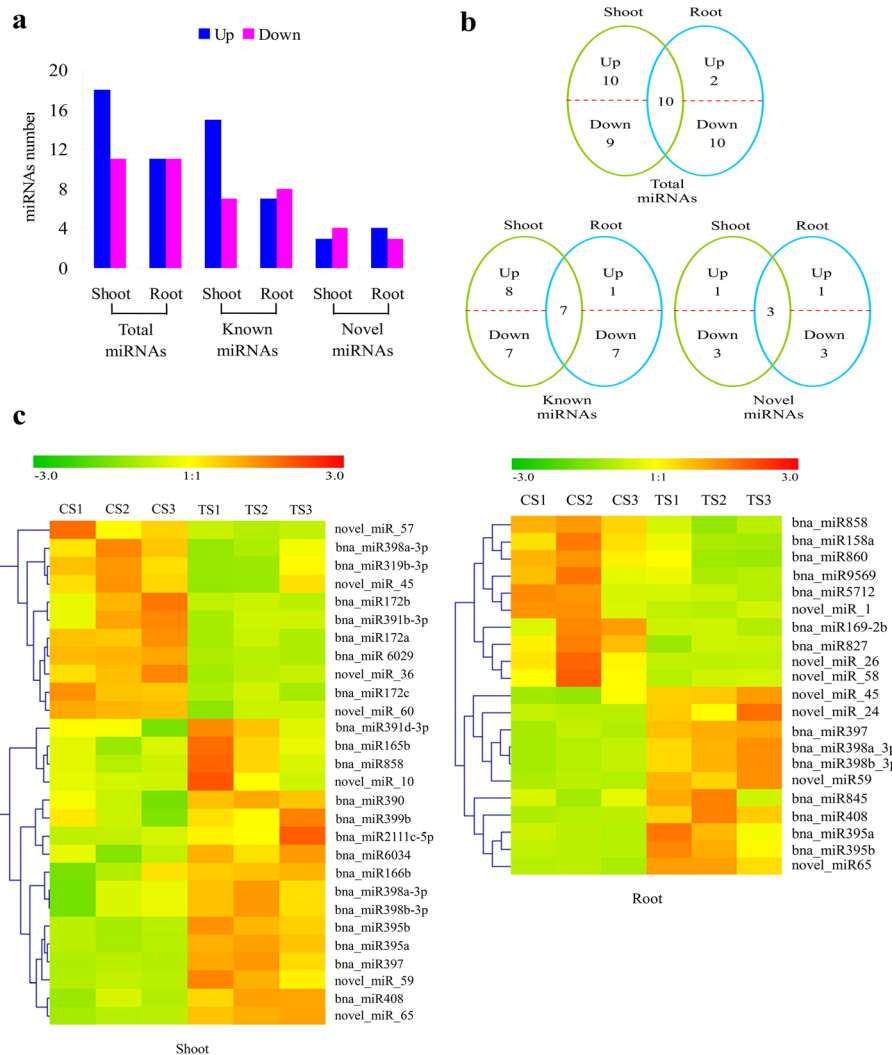 a
Up Down
miRNAs number
20
16
12
8
4
0
Shoot Root Shoot Root Shoot Root
Total miRNAs
Known miRNAs
Novel miRNAs
b
Shoot Root
Up 10
Up 2
10
Down 9
Down 10
Total miRNAs
Shoot Root
Up 8
Up 1
7
Down 7
Down 7
Known miRNAs
Shoot Root
Up 1
Up 1
3
Down 3
Down 3
Novel miRNAs
c
-3.0 1:1 3.0
CS1 CS2 CS3 TS1 TS2 TS3
novel_miR_57
bna_miR398a-3p
bna_miR319b-3p
novel_miR_45
bna_miR172b
bna_miR391b-3p
bna_miR172a
bna_miR 6029
novel_miR_36
bna_miR172c
novel_miR_60
bna_miR391d-3p
bna_miR165b
bna_miR858
novel_miR_10
bna_miR390
bna_miR399b
bna_miR2111c-5p
bna_miR6034
bna_miR166b
bna_miR398a-3p
bna_miR398b-3p
bna_miR395b
bna_miR395a
bna_miR397
novel_miR_59
bna_miR408
novel_miR_65
Shoot
-3.0 1:1 3.0
CS1 CS2 CS3 TS1 TS2 TS3
bna_miR858
bna_miR158a
bna_miR860
bna_miR9569
bna_miR5712
novel_miR_1
bna_miR169-2b
bna_miR827
novel_miR_26
novel_miR_58
novel_miR_45
novel_miR_24
bna_miR397
bna_miR398a_3p
bna_miR398b_3p
novel_miR59
bna_miR845
bna_miR408
bna_miR395a
bna_miR395b
novel_miR65
Root